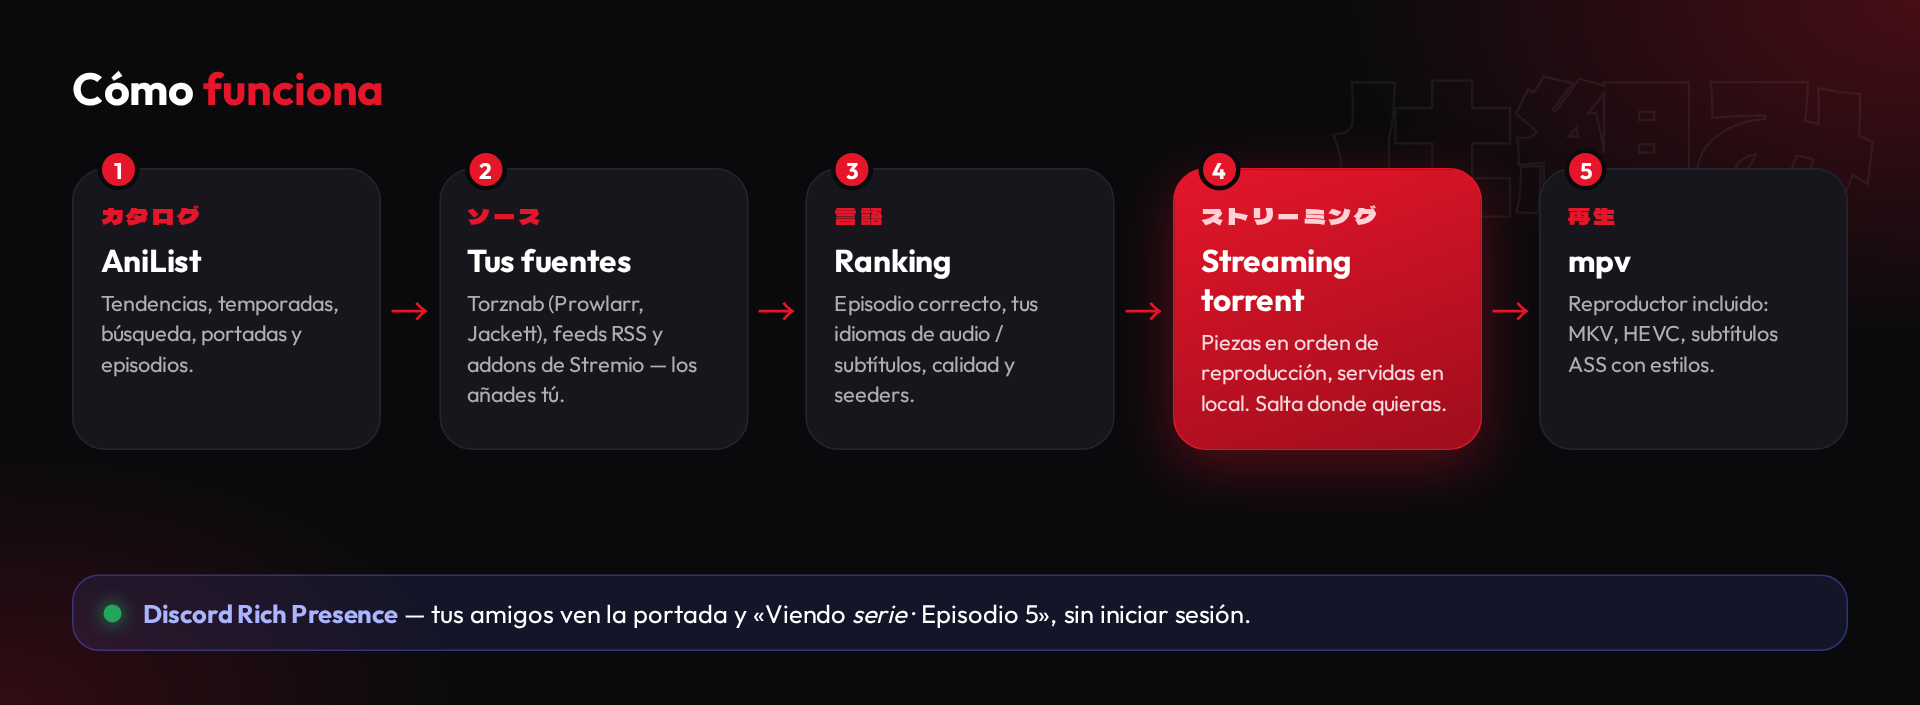 Cómo funciona
仕組み
1
カタログ
AniList
Tendencias, temporadas,
búsqueda, portadas y
episodios.
2
ソース
Tus fuentes
Torznab (Prowlarr,
Jackett), feeds RSS y
addons de Stremio — los
añades tú.
3
言語
Ranking
Episodio correcto, tus
idiomas de audio /
subtítulos, calidad y
seeders.
4
ストリーミング
Streaming
torrent
Piezas en orden de
reproducción, servidas en
local. Salta donde quieras.
5
再生
mpv
Reproductor incluido:
MKV, HEVC, subtítulos
ASS con estilos.
Discord Rich Presence — tus amigos ven la portada y «Viendo serie · Episodio 5», sin iniciar sesión.